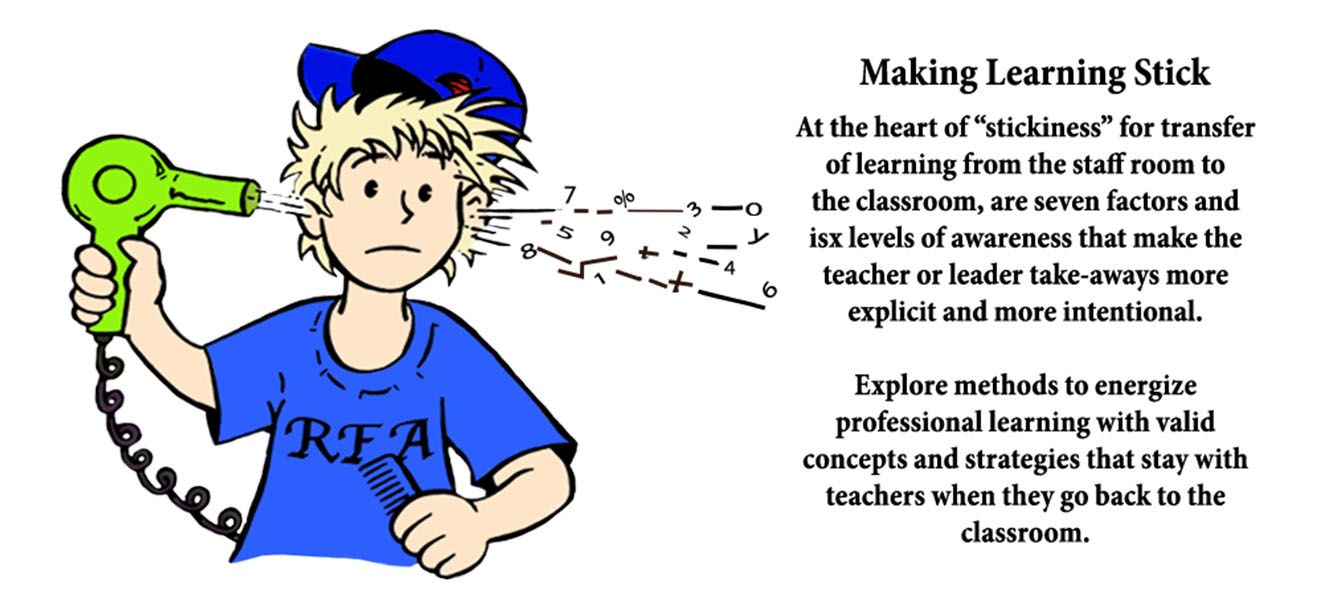 Making Learning Stick
At the heart of “stickiness” for transfer
of learning from the staff room to
the classroom, are seven factors and
isx levels of awareness that make the
teacher or leader take-aways more
explicit and more intentional.
Explore methods to energize
professional learning with valid
concepts and strategies that stay with
teachers when they go back to the
classroom.
RFA
7 % 3 0
5 9 2 y
8 1 + 4
+ 6